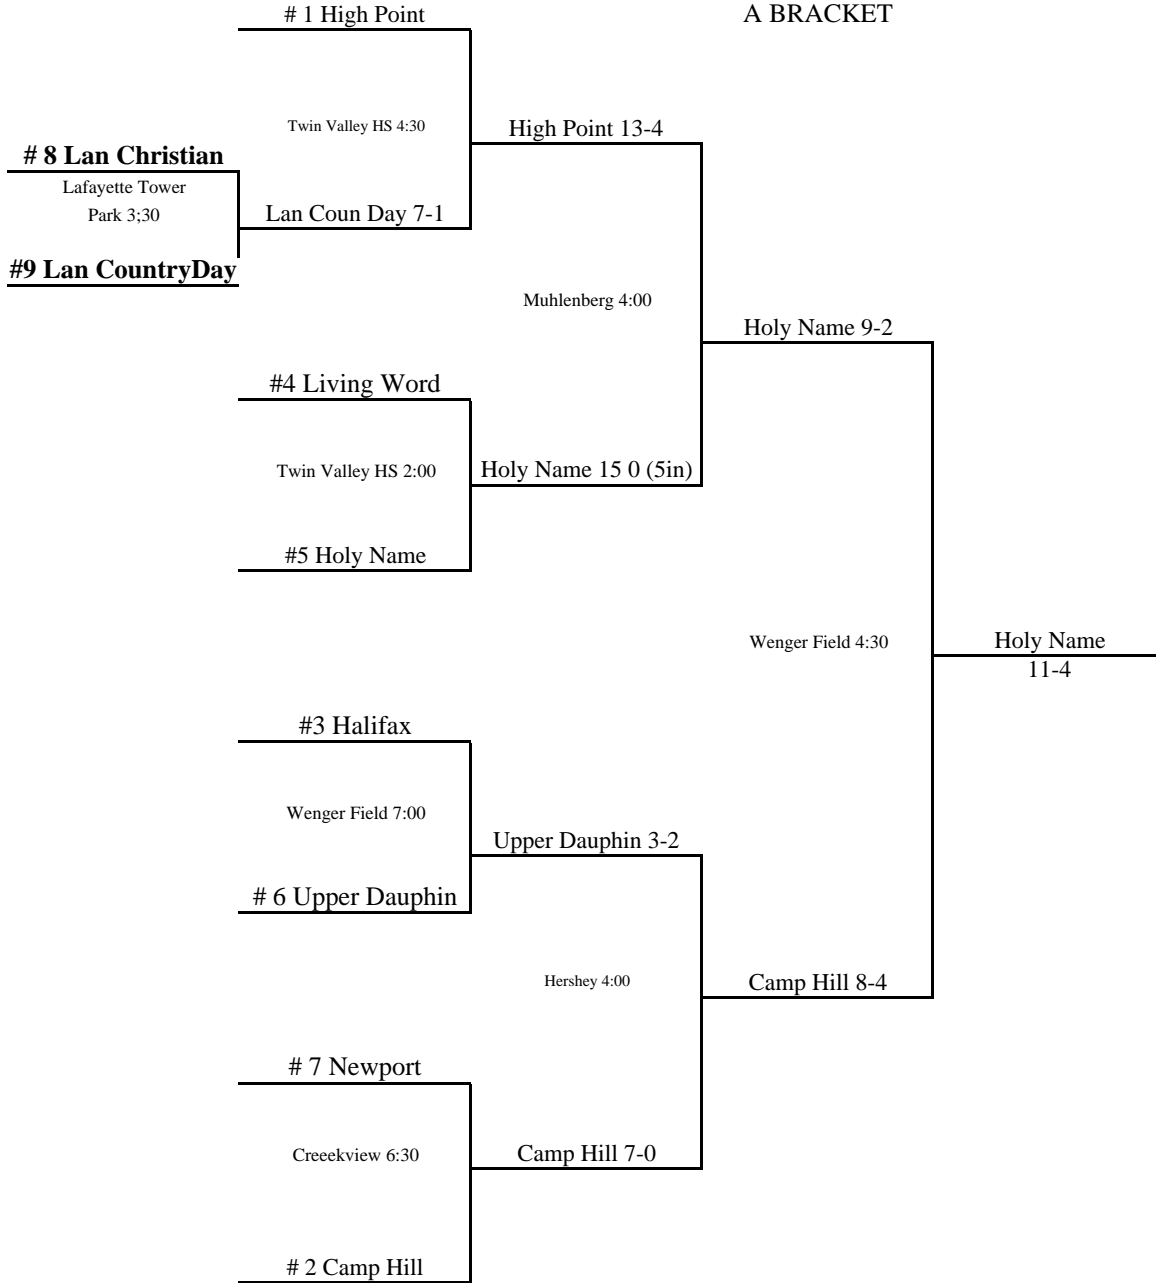 # 1 High Point
A BRACKET
Twin Valley HS 4:30
High Point 13-4
# 8 Lan Christian
Lafayette Tower
Park 3;30
Lan Coun Day 7-1
#9 Lan CountryDay
Muhlenberg 4:00
Holy Name 9-2
#4 Living Word
Twin Valley HS 2:00
Holy Name 15 0 (5in)
#5 Holy Name
Wenger Field 4:30
Holy Name
11-4
#3 Halifax
Wenger Field 7:00
Upper Dauphin 3-2
# 6 Upper Dauphin
Hershey 4:00
Camp Hill 8-4
# 7 Newport
Creeekview 6:30
Camp Hill 7-0
# 2 Camp Hill